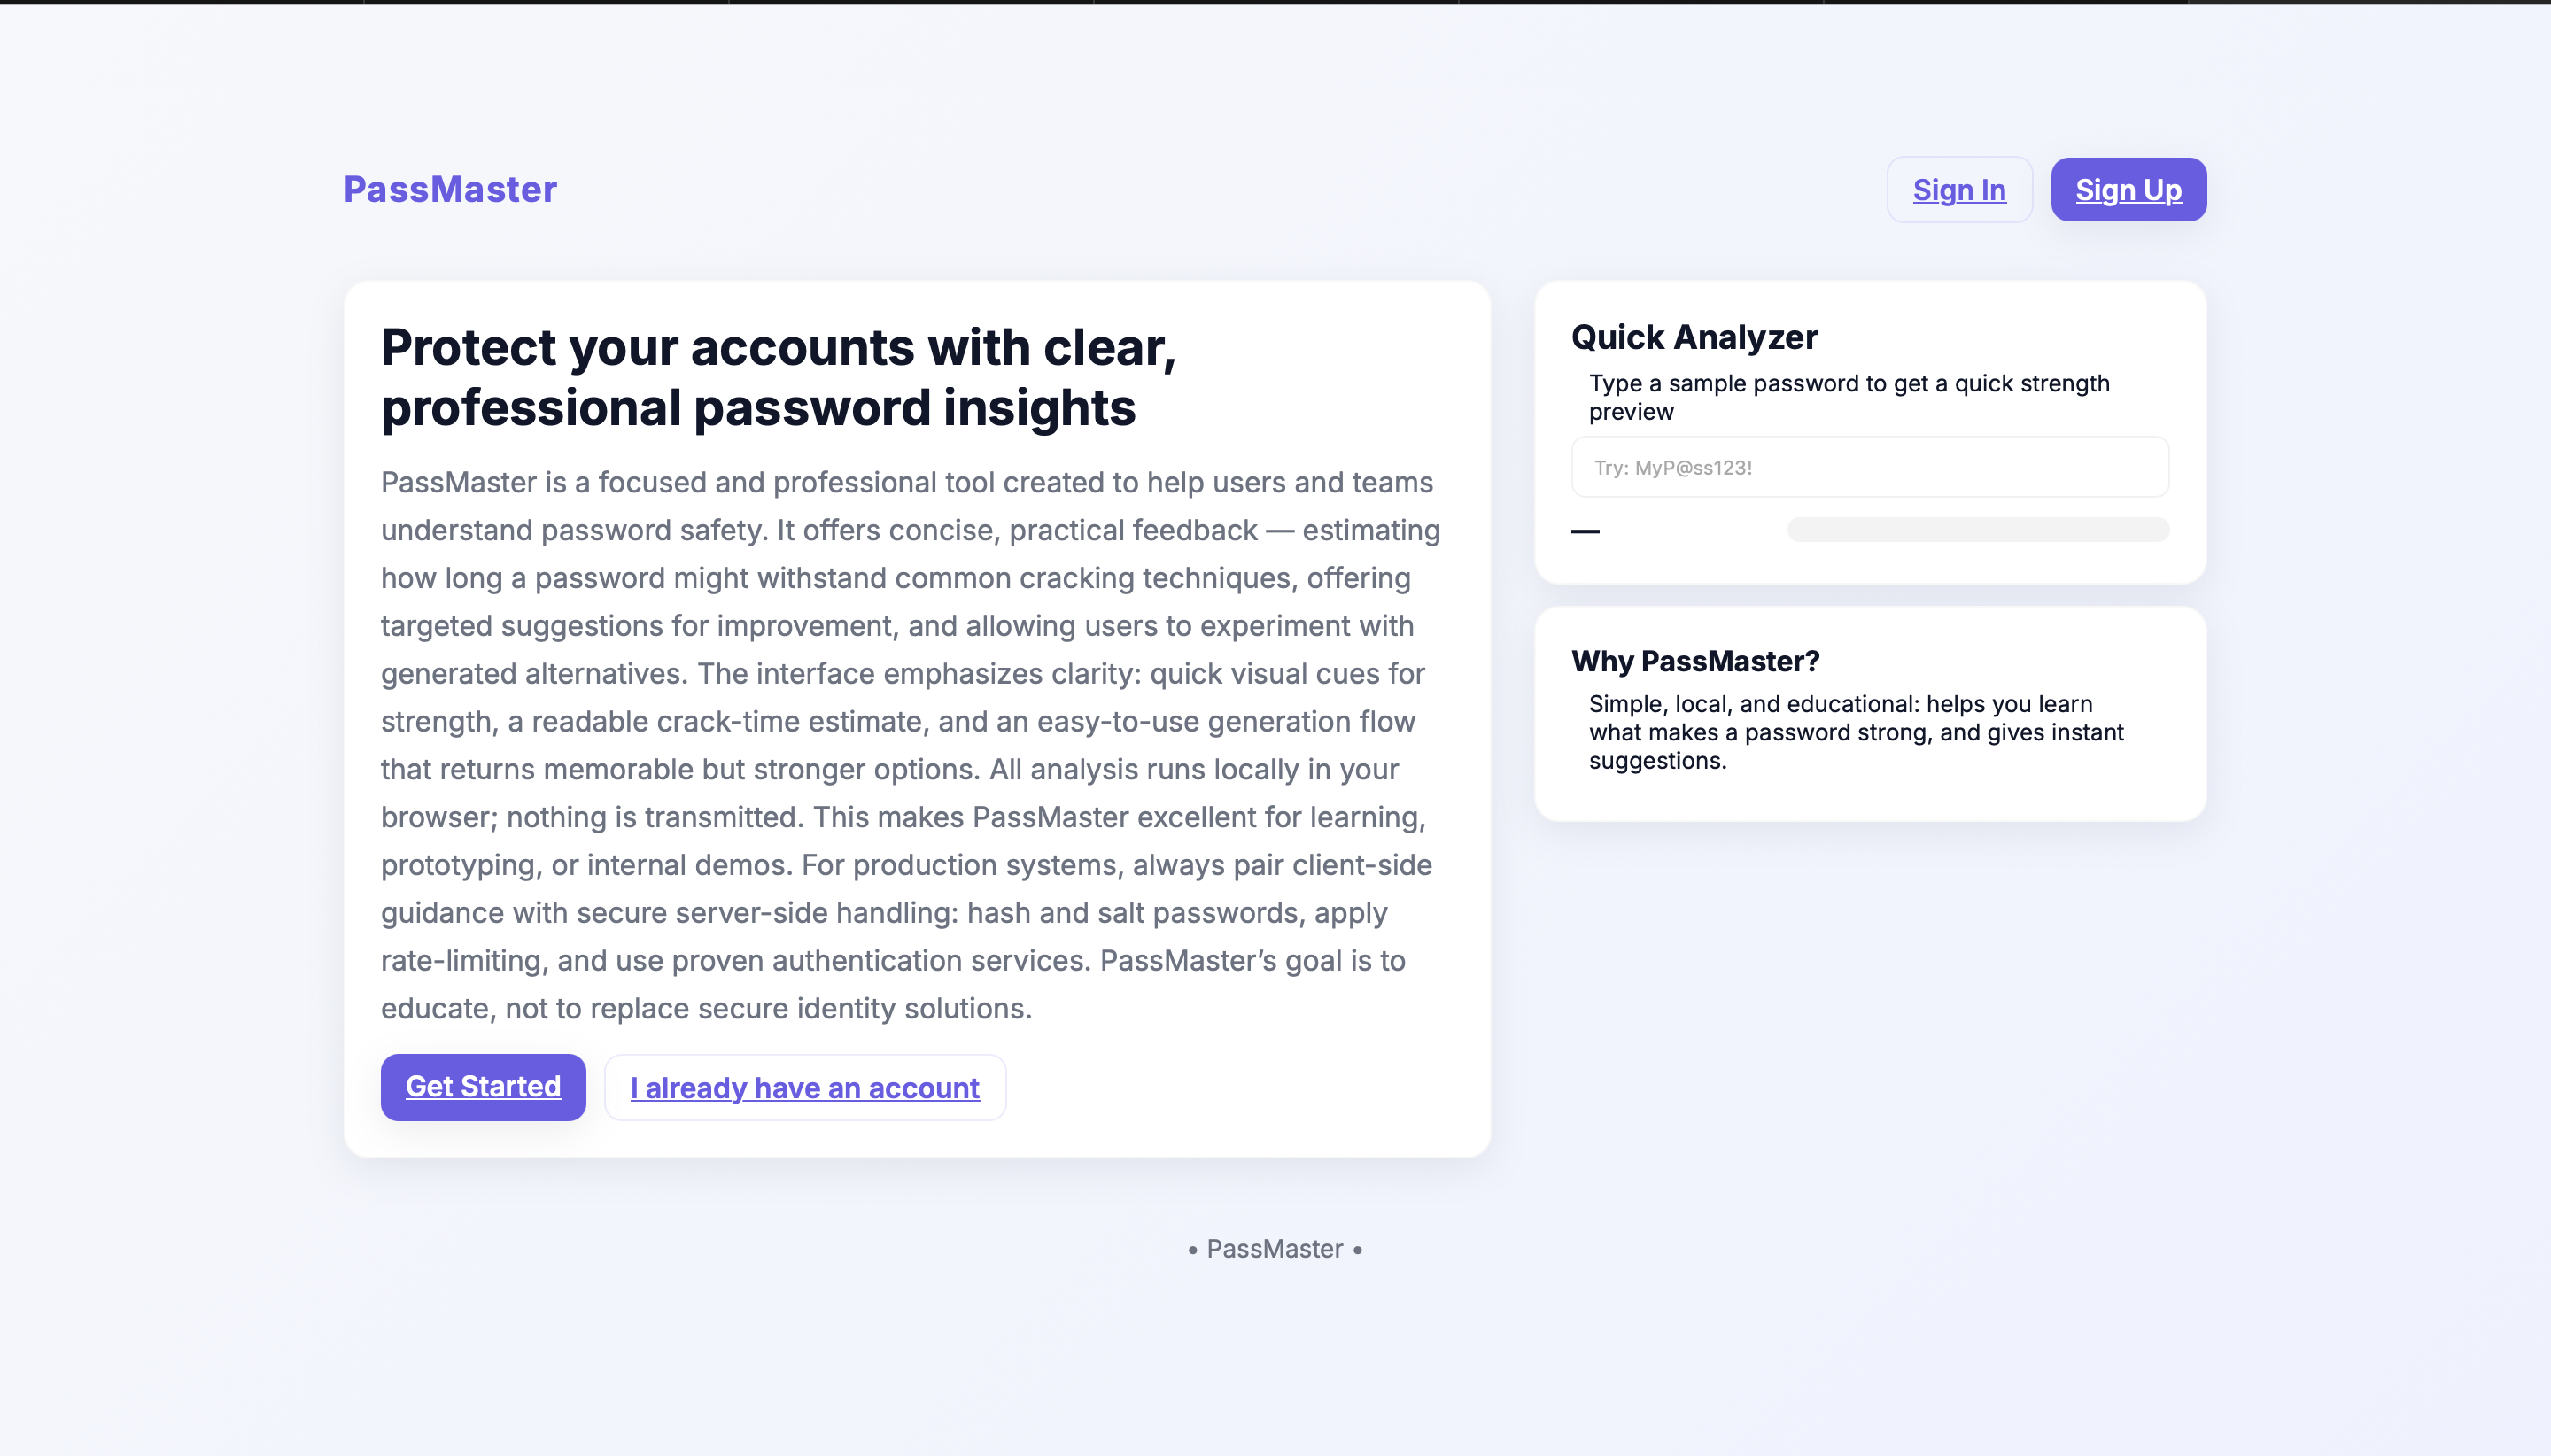 PassMaster
Sign In
Sign Up
Protect your accounts with clear,
professional password insights
PassMaster is a focused and professional tool created to help users and teams
understand password safety. It offers concise, practical feedback — estimating
how long a password might withstand common cracking techniques, offering
targeted suggestions for improvement, and allowing users to experiment with
generated alternatives. The interface emphasizes clarity: quick visual cues for
strength, a readable crack-time estimate, and an easy-to-use generation flow
that returns memorable but stronger options. All analysis runs locally in your
browser; nothing is transmitted. This makes PassMaster excellent for learning,
prototyping, or internal demos. For production systems, always pair client-side
guidance with secure server-side handling: hash and salt passwords, apply
rate-limiting, and use proven authentication services. PassMaster’s goal is to
educate, not to replace secure identity solutions.
Get Started
I already have an account
Quick Analyzer
Type a sample password to get a quick strength
preview
Try: MyP@ss123!
—
Why PassMaster?
Simple, local, and educational: helps you learn
what makes a password strong, and gives instant
suggestions.
• PassMaster •